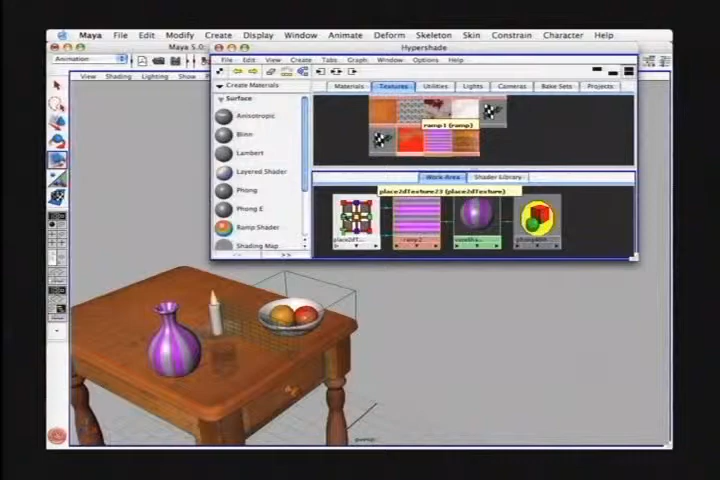 Maya File Edit Modify Create Display Window Animate Deform Skeleton Skin Constrain Character Help
Maya 5.0:
Hypershade
Animation
File Edit View Create Tabs Graph Window Options Help
View Shading Lighting Show
Create Materials
Materials Textures Utilities Lights Cameras Bake Sets Projects
Surface
Anisotropic
Blinn
Lambert
Layered Shader
Phong
Phong E
Ramp Shader
Shading Map
ramp1 (ramp)
Work Area Shader Library
place2dTexture23 (place2dTexture)
place2dT... ramp2
persp